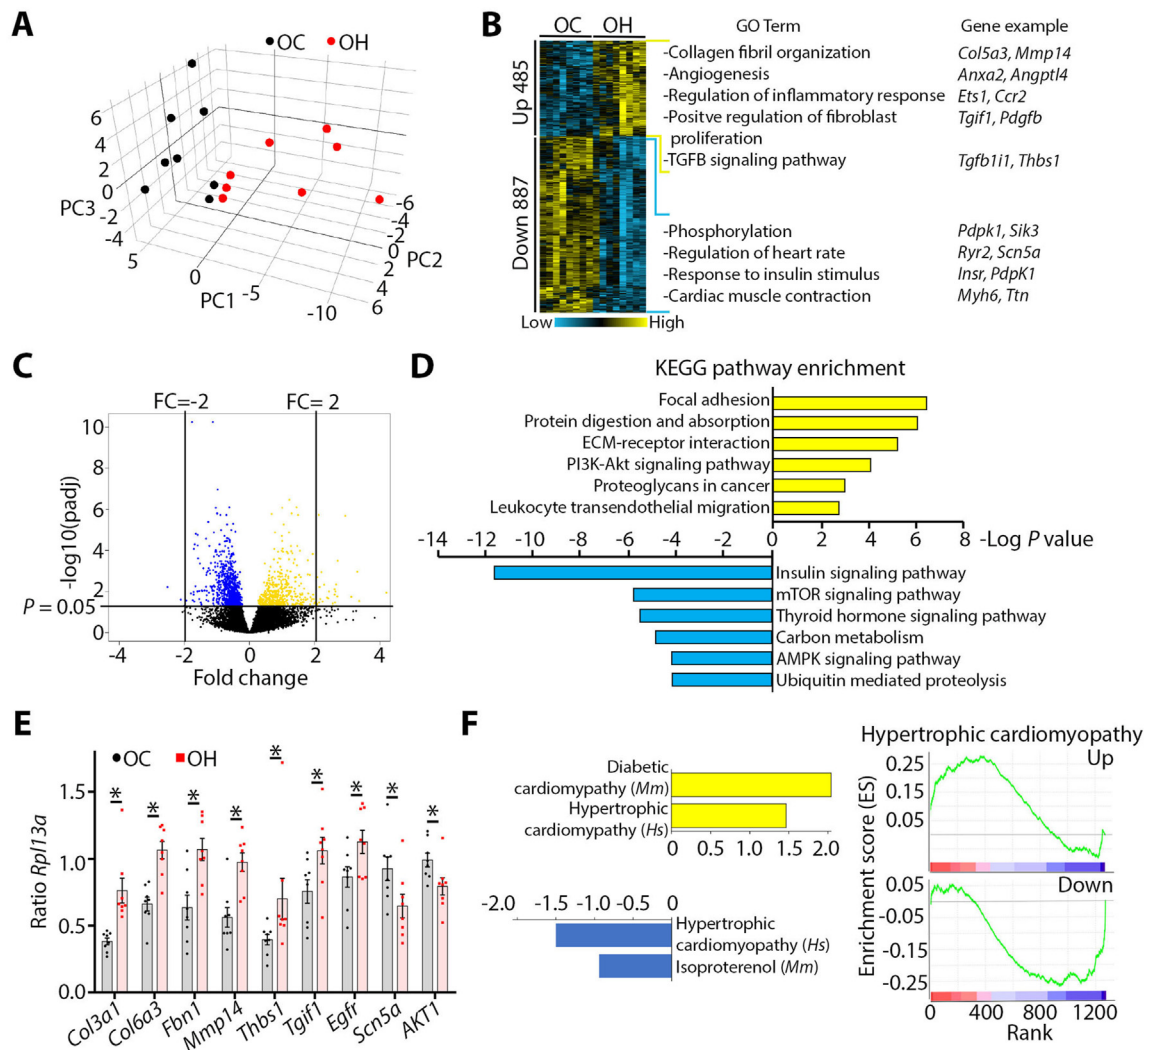 A
OC OH
6
4
2
0
-2
-4
PC3
5
0
-5
-10
PC1
-6
-4
-2
0
2
4
6
PC2
B
OC OH GO Term Gene example
Up 485
Down 887
-Collagen fibril organization Col5a3, Mmp14
-Angiogenesis Anxa2, Angptl4
-Regulation of inflammatory response Ets1, Ccr2
-Positve regulation of fibroblast Tgif1, Pdgfb
proliferation
-TGFB signaling pathway Tgfb1i1, Thbs1
-Phosphorylation Pdpk1, Sik3
-Regulation of heart rate Ryr2, Scn5a
-Response to insulin stimulus Insr, PdpK1
-Cardiac muscle contraction Myh6, Ttn
Low High
C
FC=-2 FC= 2
-log10(padj)
10
8
6
4
2
P = 0.05
0
-4 -2 0 2 4
Fold change
D
KEGG pathway enrichment
Focal adhesion
Protein digestion and absorption
ECM-receptor interaction
PI3K-Akt signaling pathway
Proteoglycans in cancer
Leukocyte transendothelial migration
0 2 4 6 8
-Log P value
-14 -12 -10 -8 -6 -4 -2 0
Insulin signaling pathway
mTOR signaling pathway
Thyroid hormone signaling pathway
Carbon metabolism
AMPK signaling pathway
Ubiquitin mediated proteolysis
E
OC OH
Ratio Rpl13a
1.5
1.0
0.5
0.0
* * * * * * * * *
Col3a1 Col6a3 Fbn1 Mmp14 Thbs1 Tgif1 Egfr Scn5a AKT1
F
Diabetic
cardiomypathy (Mm)
Hypertrophic
cardiomypathy (Hs)
0 0.5 1.0 1.5 2.0
-2.0 -1.5 -1.0 -0.5 0
Hypertrophic
cardiomyopathy (Hs)
Isoproterenol (Mm)
Hypertrophic cardiomyopathy
Up
Enrichment score (ES)
0.25
0.15
0.05
Down
0.05
-0.05
-0.15
-0.25
0 400 800 1200
Rank